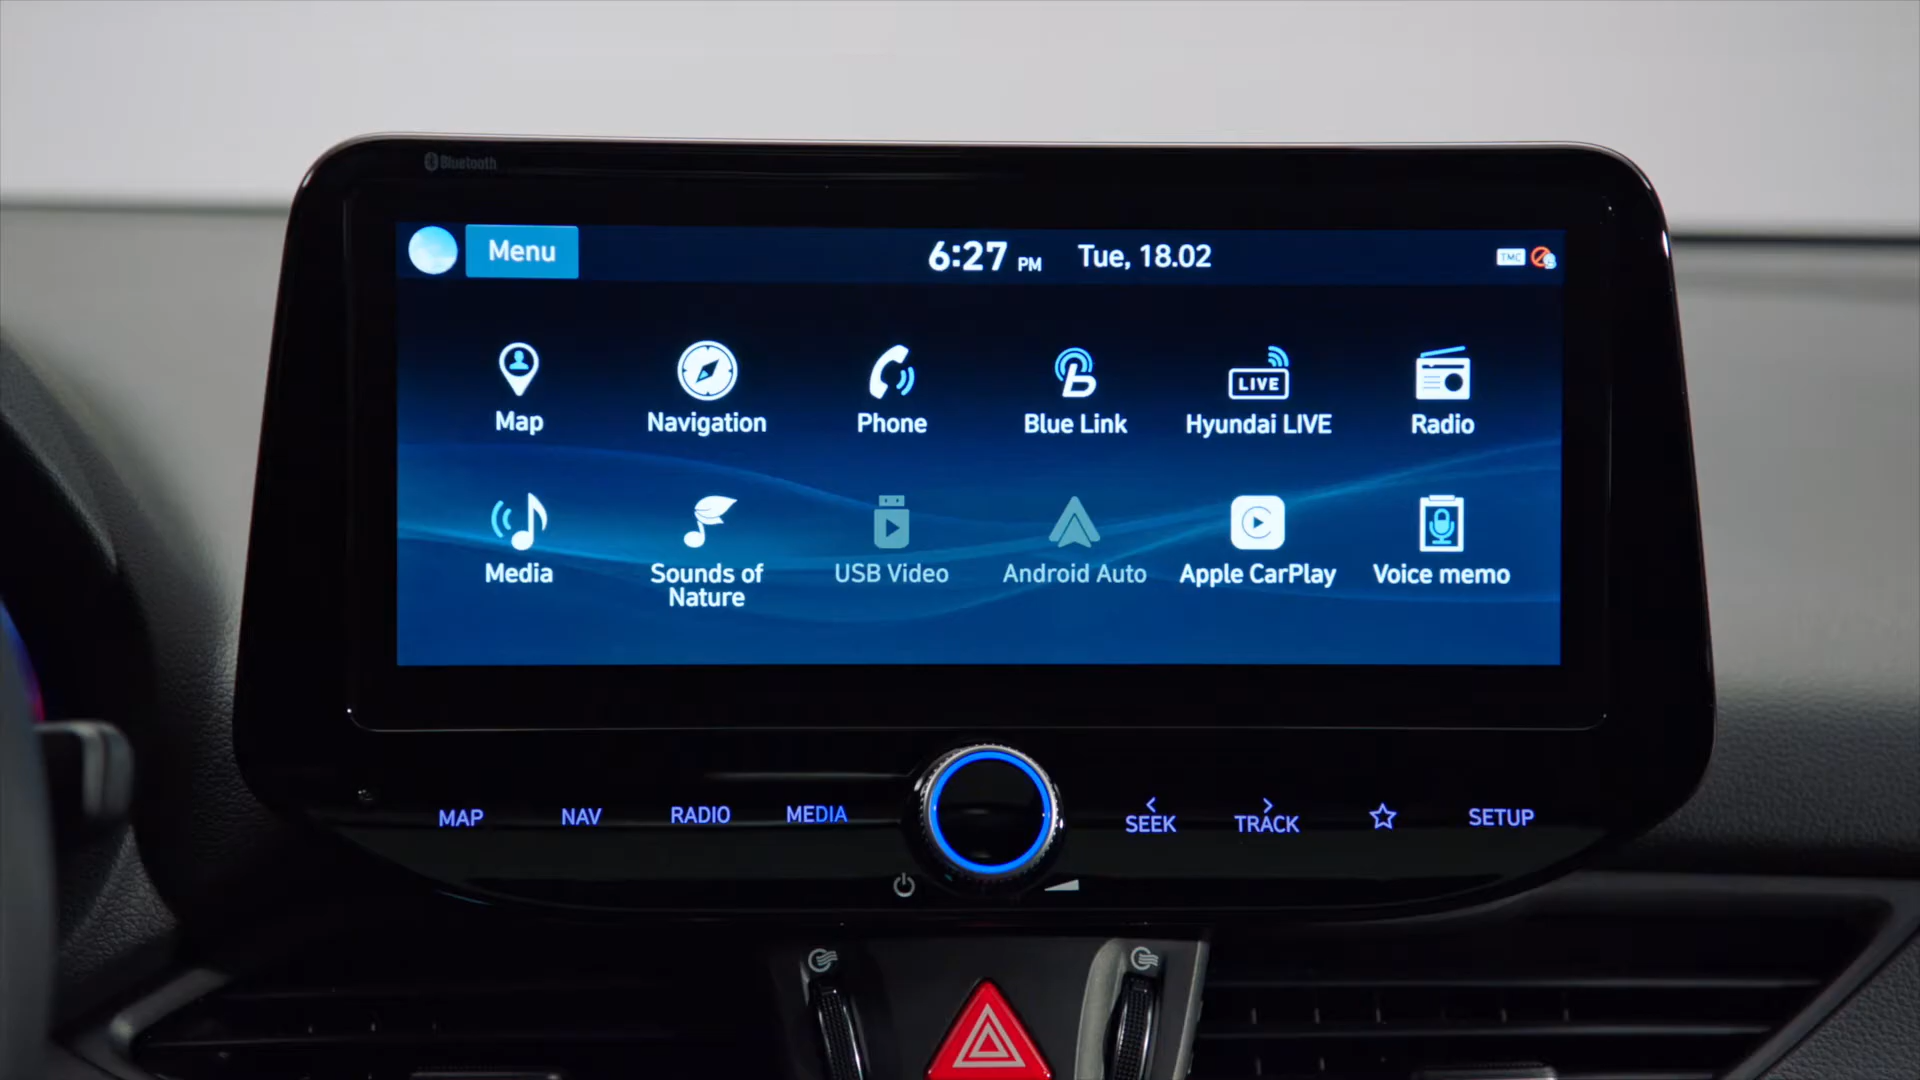 Bluetooth
Menu
6:27 PM Tue, 18.02
TMC
Map
Navigation
Phone
Blue Link
LIVE
Hyundai LIVE
Radio
Media
Sounds of
Nature
USB Video
Android Auto
Apple CarPlay
Voice memo
MAP
NAV
RADIO
MEDIA
SEEK
TRACK
SETUP